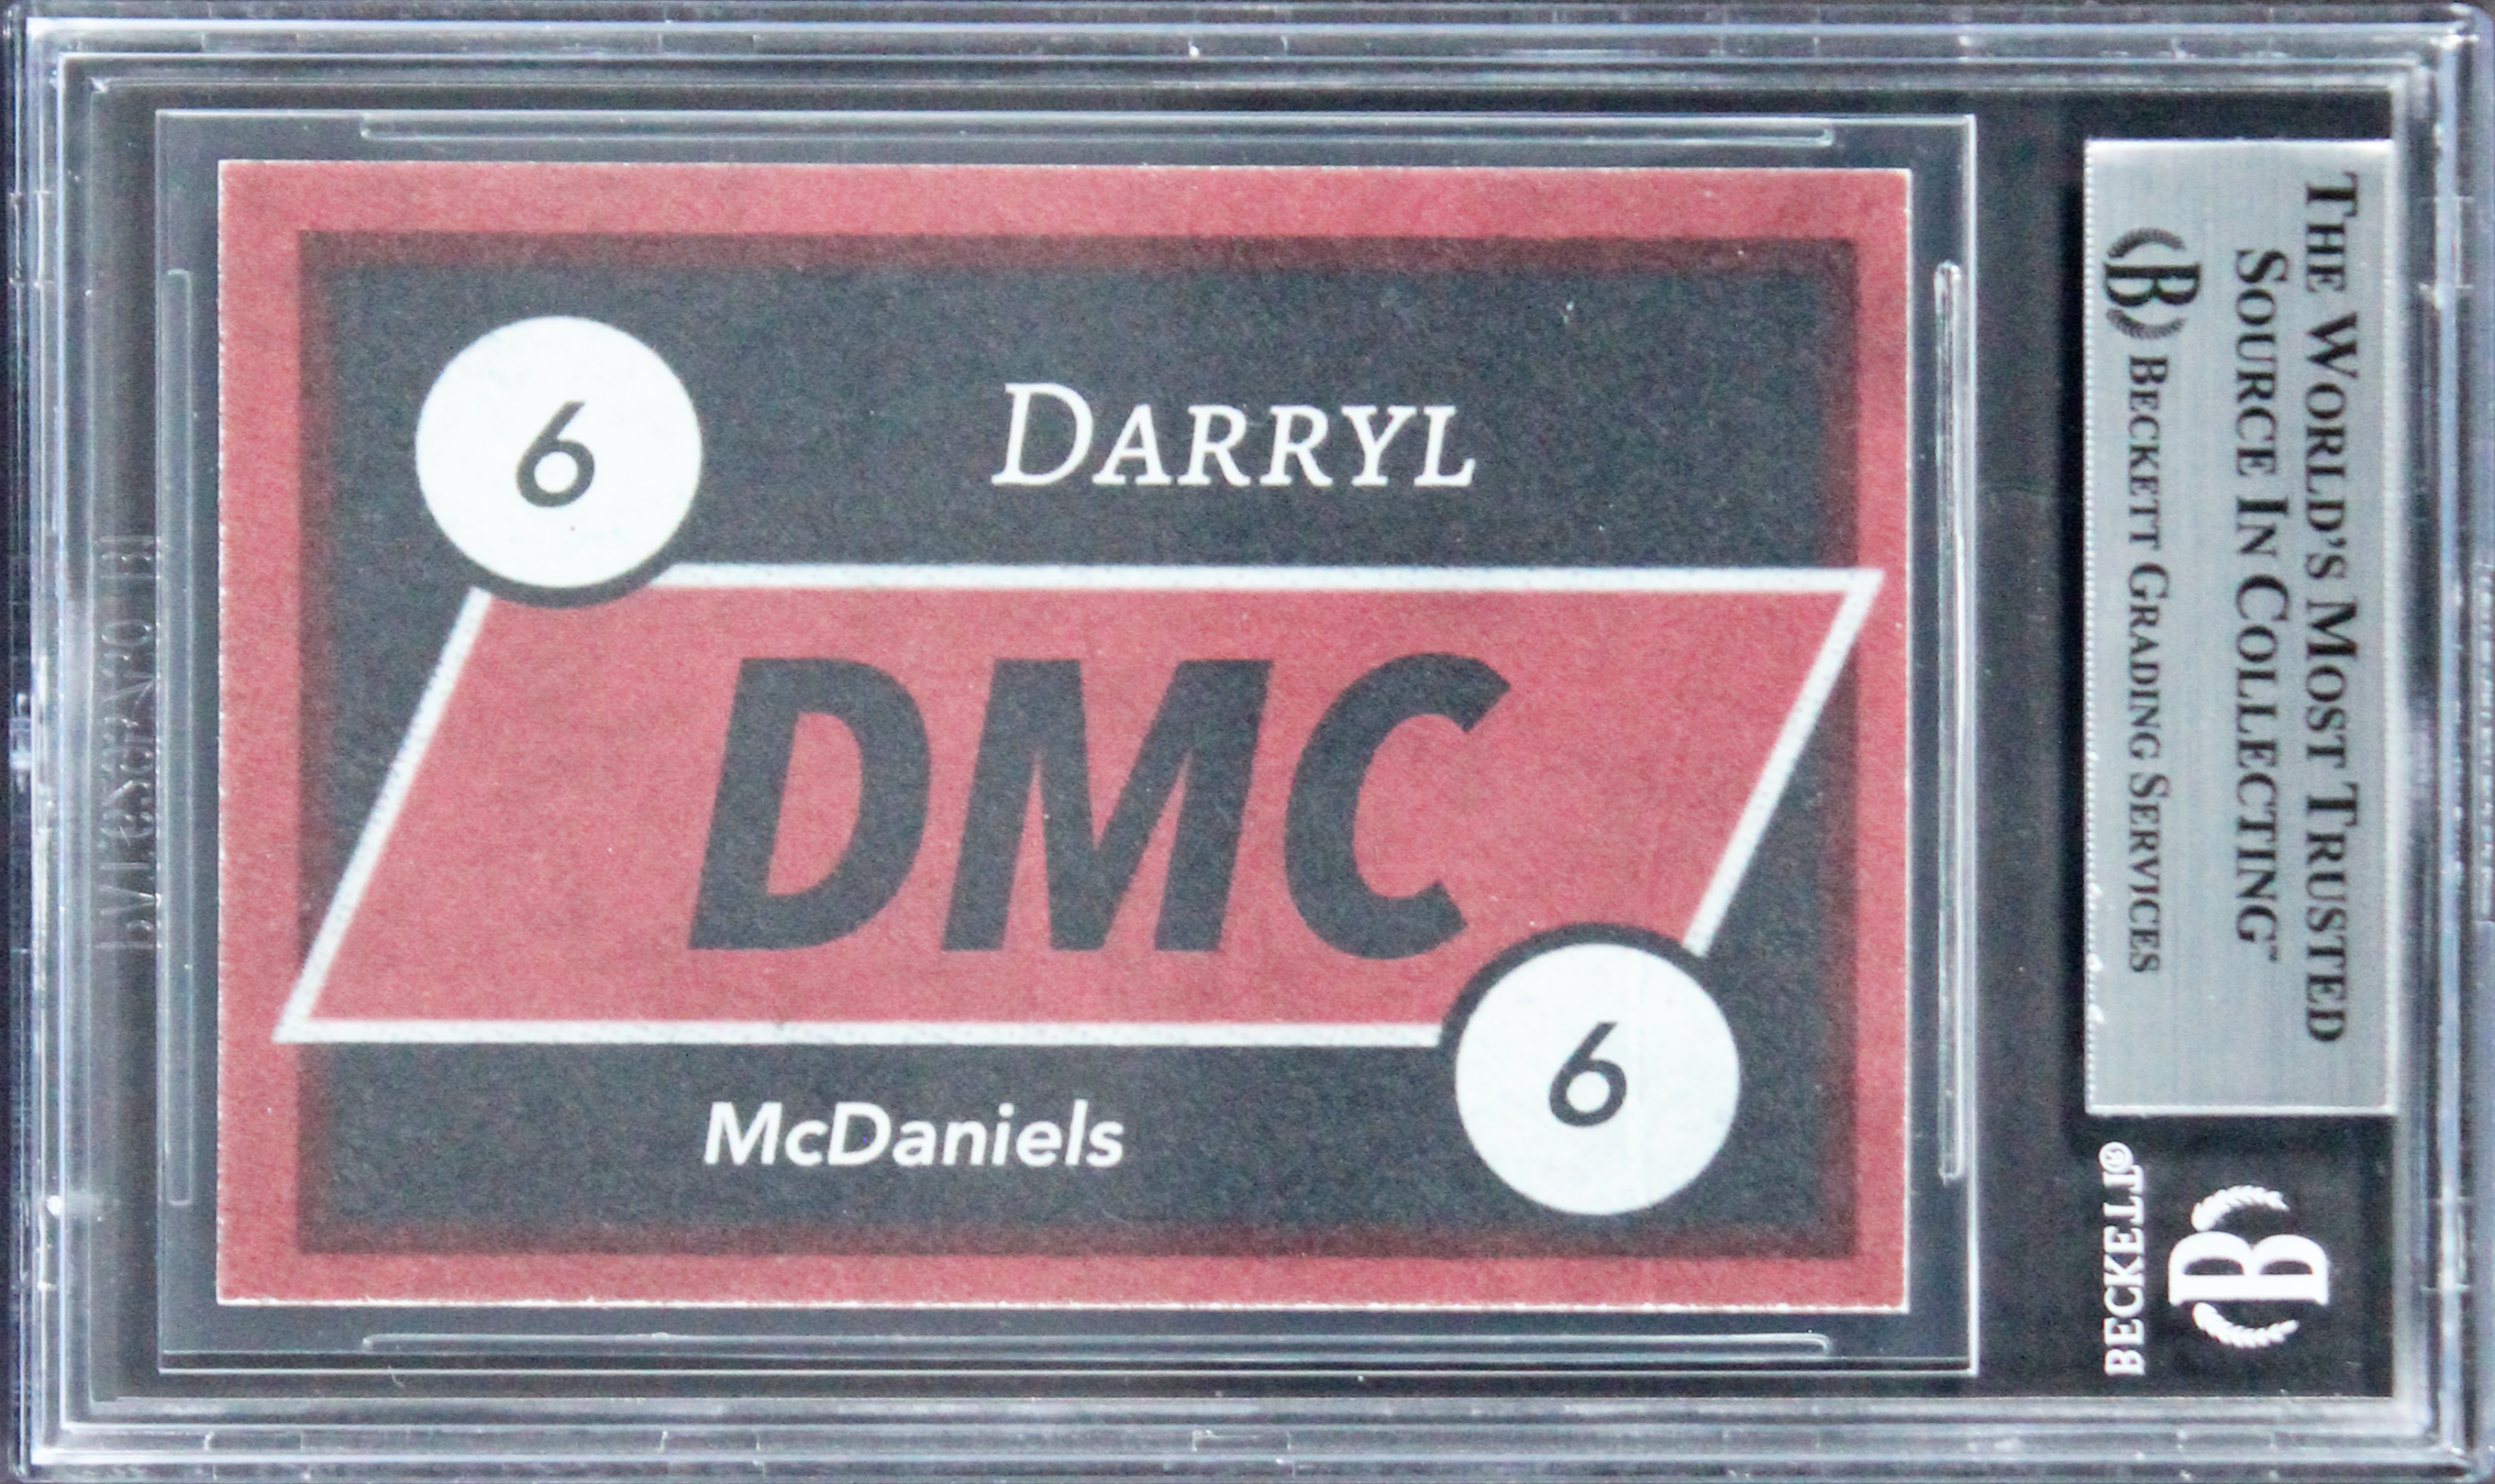 6
DARRYL
DMC
McDaniels
6
THE WORLD'S MOST TRUSTED
SOURCE IN COLLECTING™
B BECKETT GRADING SERVICES
BECKETT®
B